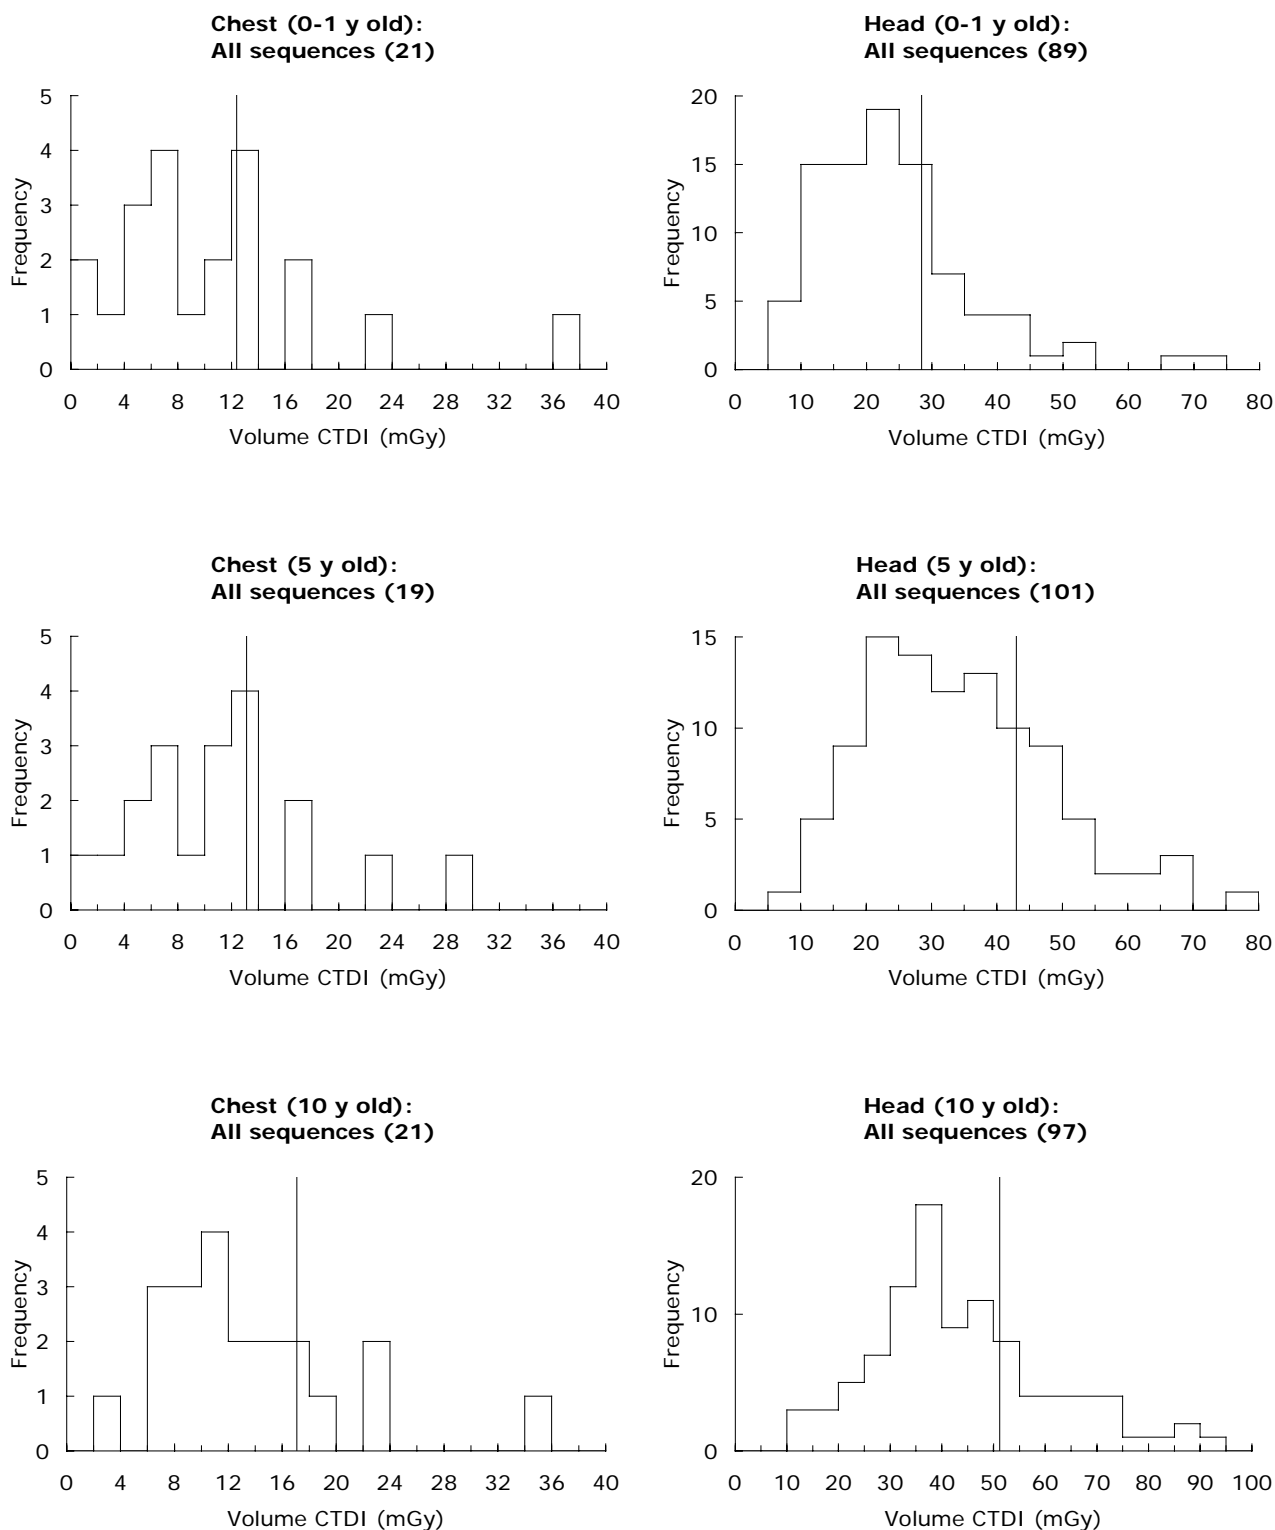 Chest (0-1 y old):
All sequences (21)
5
4
3
2
1
0
Frequency
0 4 8 12 16 20 24 28 32 36 40
Volume CTDI (mGy)
Head (0-1 y old):
All sequences (89)
20
15
10
5
0
Frequency
0 10 20 30 40 50 60 70 80
Volume CTDI (mGy)
Chest (5 y old):
All sequences (19)
5
4
3
2
1
0
Frequency
0 4 8 12 16 20 24 28 32 36 40
Volume CTDI (mGy)
Head (5 y old):
All sequences (101)
15
10
5
0
Frequency
0 10 20 30 40 50 60 70 80
Volume CTDI (mGy)
Chest (10 y old):
All sequences (21)
5
4
3
2
1
0
Frequency
0 4 8 12 16 20 24 28 32 36 40
Volume CTDI (mGy)
Head (10 y old):
All sequences (97)
20
10
0
Frequency
0 10 20 30 40 50 60 70 80 90 100
Volume CTDI (mGy)